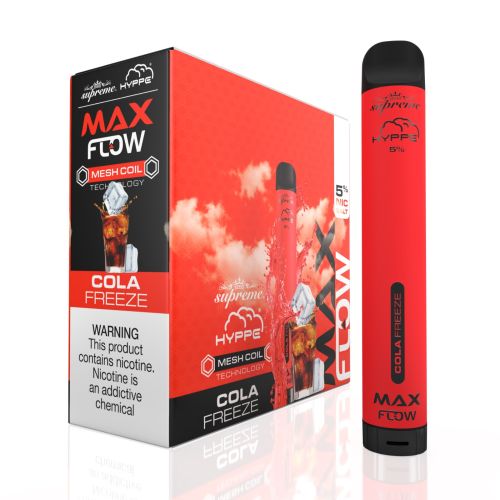 supreme
HYPPE
MAX
FLOW
MESH COIL
TECHNOLOGY
COLA
FREEZE
WARNING
This product
contains nicotine.
Nicotine is
an addictive
chemical
5%
NIC
SALT
supreme
HYPPE
MESH COIL
TECHNOLOGY
COLA
FREEZE
MAX
FLOW
supreme
HYPPE
5%
COLA FREEZE
MAX
FLOW